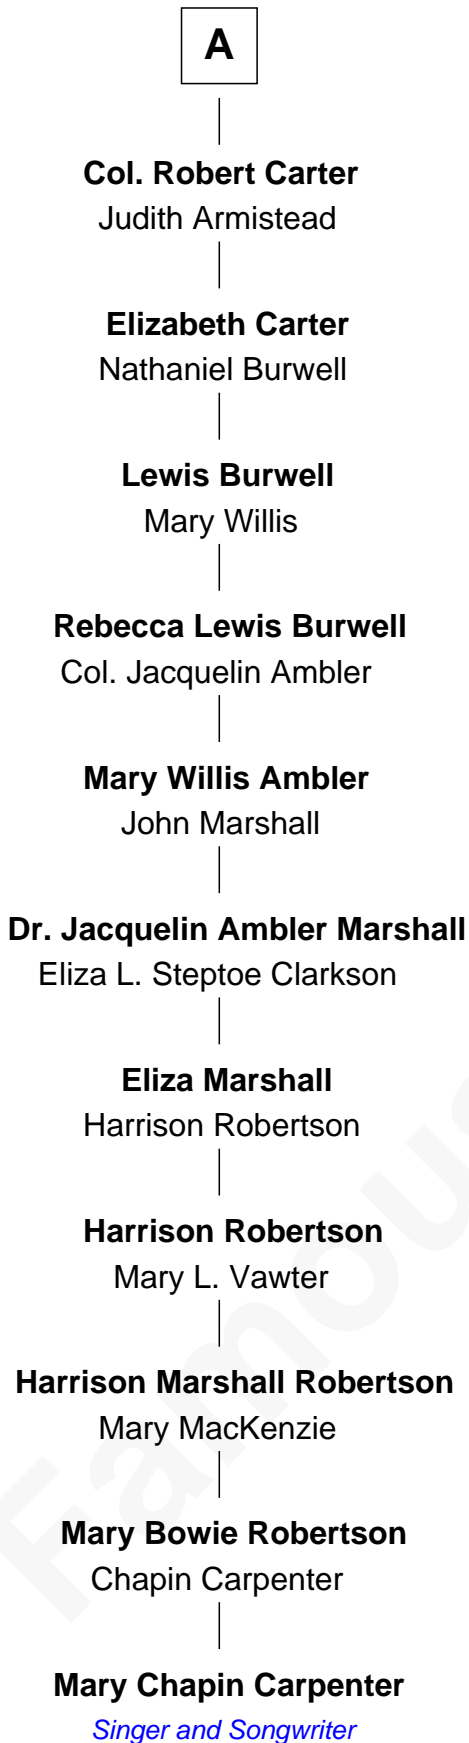 A
Col. Robert Carter
Judith Armistead
Elizabeth Carter
Nathaniel Burwell
Lewis Burwell
Mary Willis
Rebecca Lewis Burwell
Col. Jacquelin Ambler
Mary Willis Ambler
John Marshall
Dr. Jacquelin Ambler Marshall
Eliza L. Steptoe Clarkson
Eliza Marshall
Harrison Robertson
Harrison Robertson
Mary L. Vawter
Harrison Marshall Robertson
Mary MacKenzie
Mary Bowie Robertson
Chapin Carpenter
Mary Chapin Carpenter
Singer and Songwriter
Famous